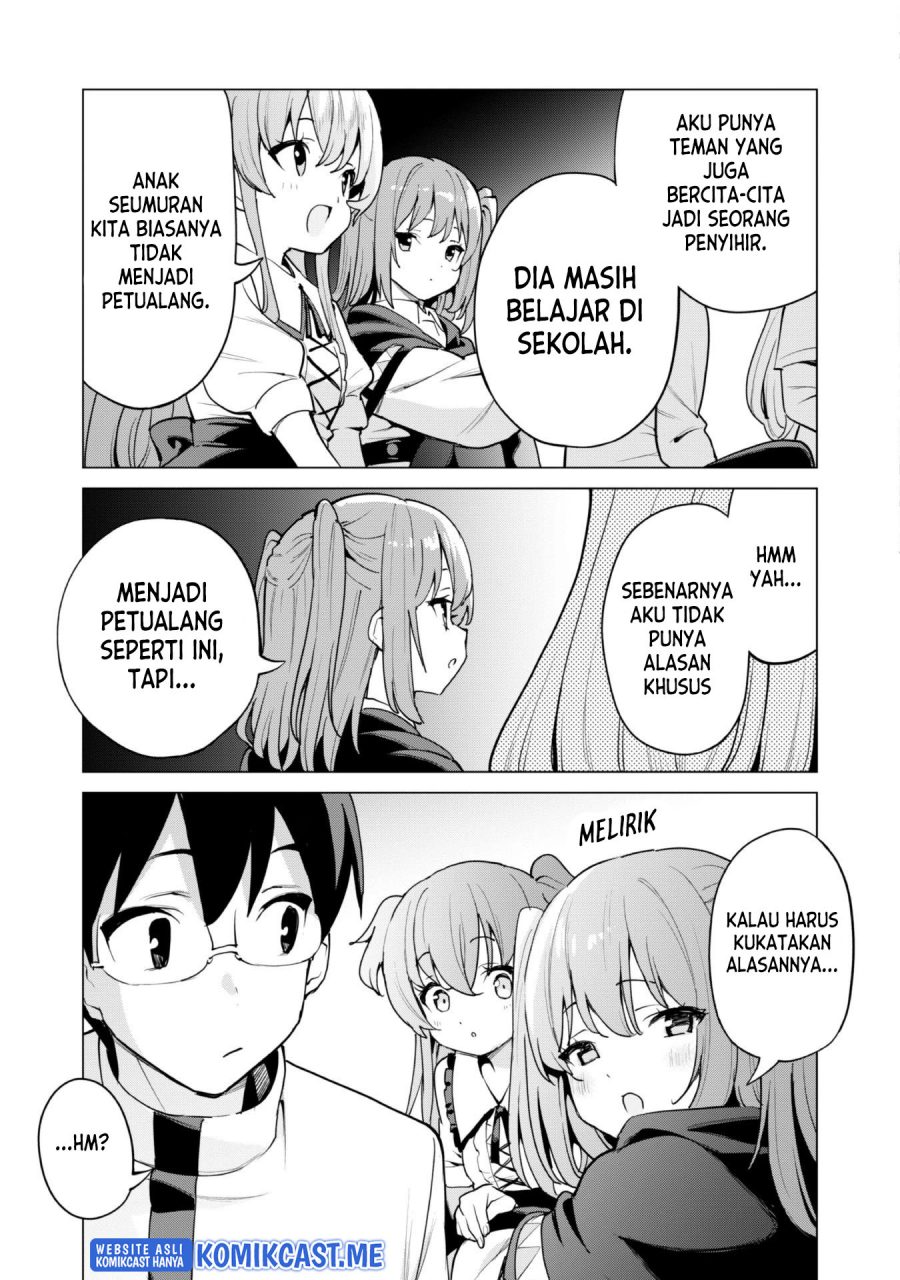 AKU PUNYA
TEMAN YANG
JUGA
BERCITA-CITA
JADI SEORANG
PENYIHIR.
DIA MASIH
BELAJAR DI
SEKOLAH.
ANAK
SEUMURAN
KITA BIASANYA
TIDAK
MENJADI
PETUALANG.
HMM
YAH...
SEBENARNYA
AKU TIDAK
PUNYA
ALASAN
KHUSUS
MENJADI
PETUALANG
SEPERTI INI,
TAPI...
MELIRIK
KALAU HARUS
KUKATAKAN
ALASANNYA...
...HM?
WEBSITE ASLI
KOMIKCAST HANYA
KOMIKCAST.ME